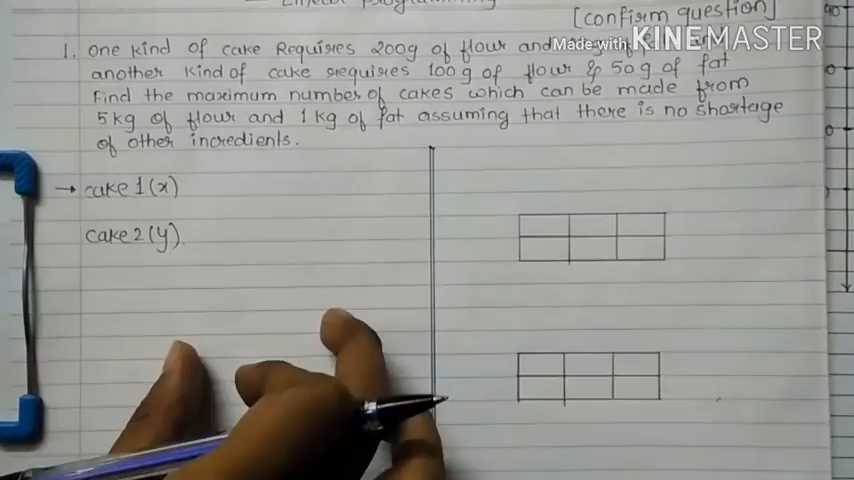 Linear Programming
[confirm question]
1. One kind of cake Requires 200g of flour and
another kind of cake requires 100g of flour & 50g of fat
Find the maximum number of cakes which can be made from
5kg of flour and 1kg of fat assuming that there is no shortage
of other incredients.
→ cake 1(x)
cake 2(y)
Made with KINEMASTER